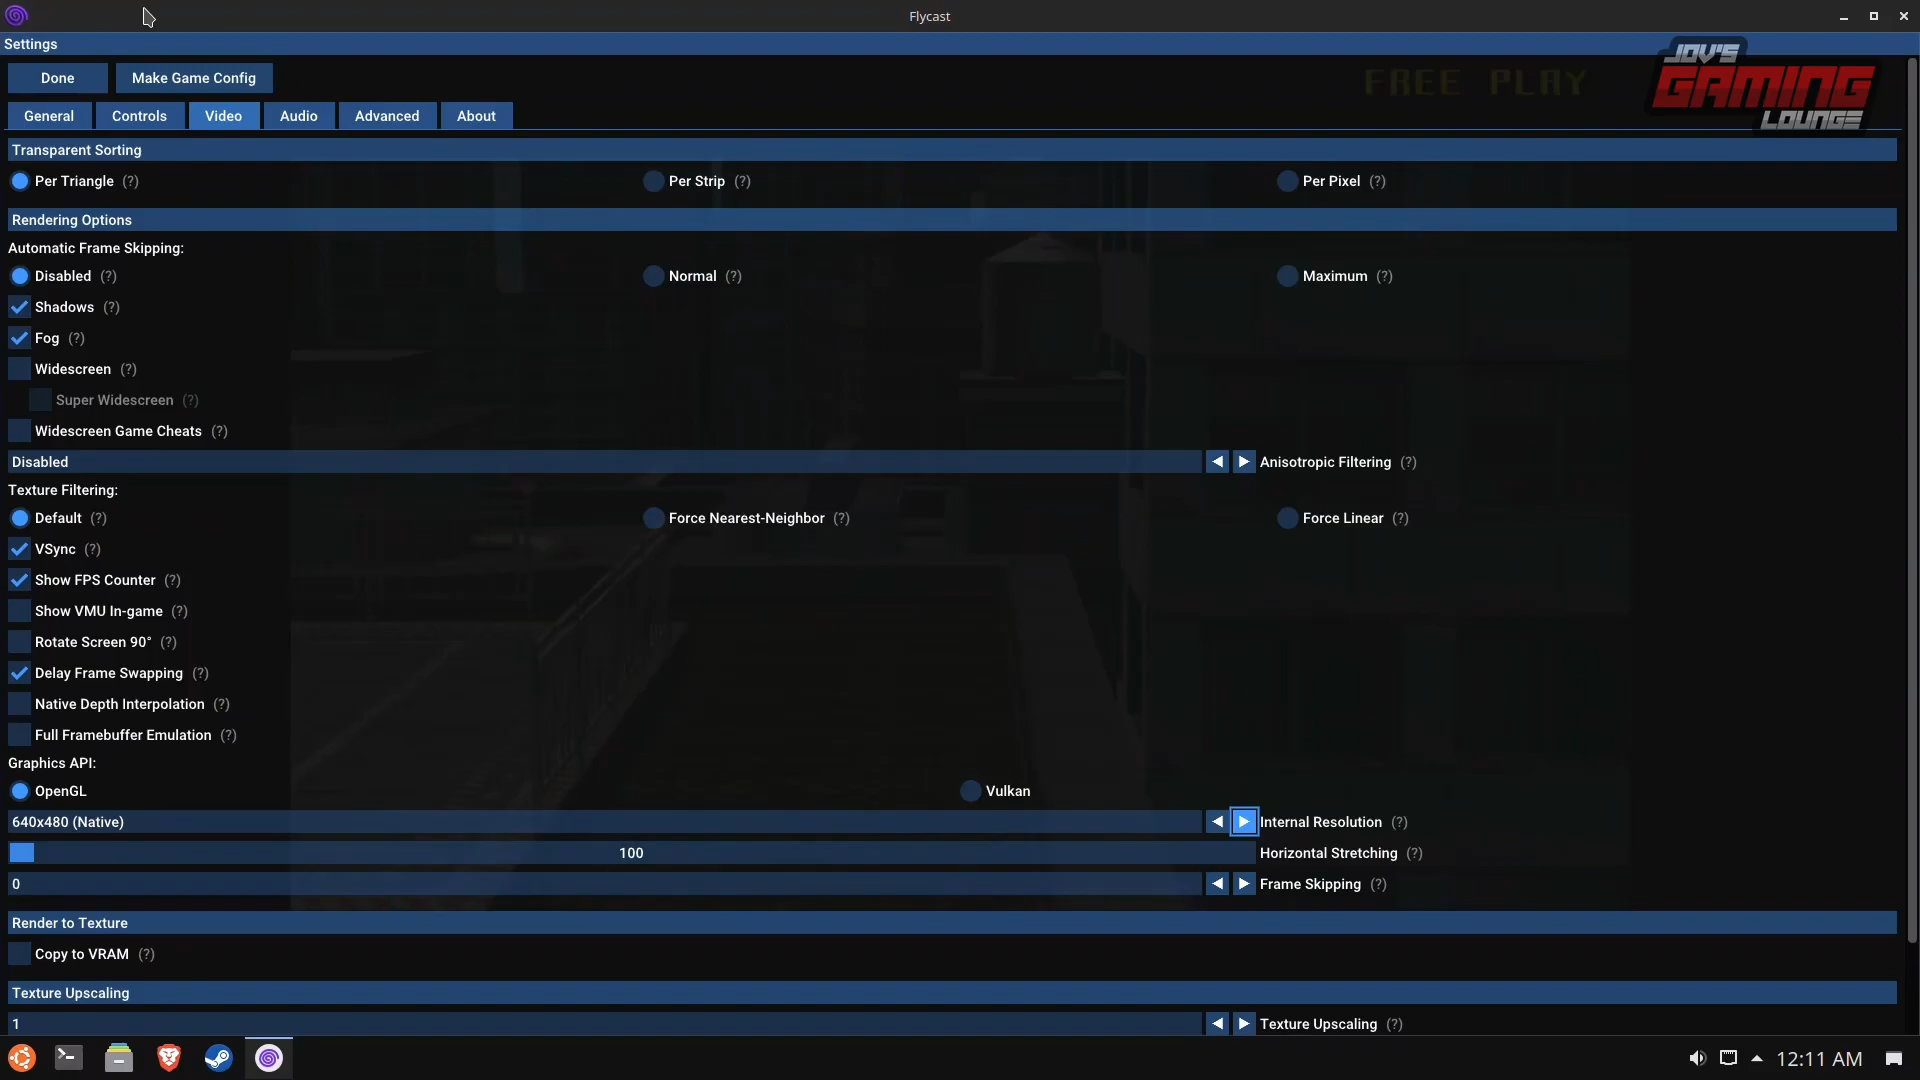 Flycast
Settings
Done
Make Game Config
FREE PLAY
JOV'S
GAMING
LOUNGE
General
Controls
Video
Audio
Advanced
About
Transparent Sorting
Per Triangle (?)
Per Strip (?)
Per Pixel (?)
Rendering Options
Automatic Frame Skipping:
Disabled (?)
Normal (?)
Maximum (?)
Shadows (?)
Fog (?)
Widescreen (?)
Super Widescreen (?)
Widescreen Game Cheats (?)
Disabled
Anisotropic Filtering (?)
Texture Filtering:
Default (?)
Force Nearest-Neighbor (?)
Force Linear (?)
VSync (?)
Show FPS Counter (?)
Show VMU In-game (?)
Rotate Screen 90° (?)
Delay Frame Swapping (?)
Native Depth Interpolation (?)
Full Framebuffer Emulation (?)
Graphics API:
OpenGL
Vulkan
640x480 (Native)
Internal Resolution (?)
100
Horizontal Stretching (?)
0
Frame Skipping (?)
Render to Texture
Copy to VRAM (?)
Texture Upscaling
1
Texture Upscaling (?)
12:11 AM